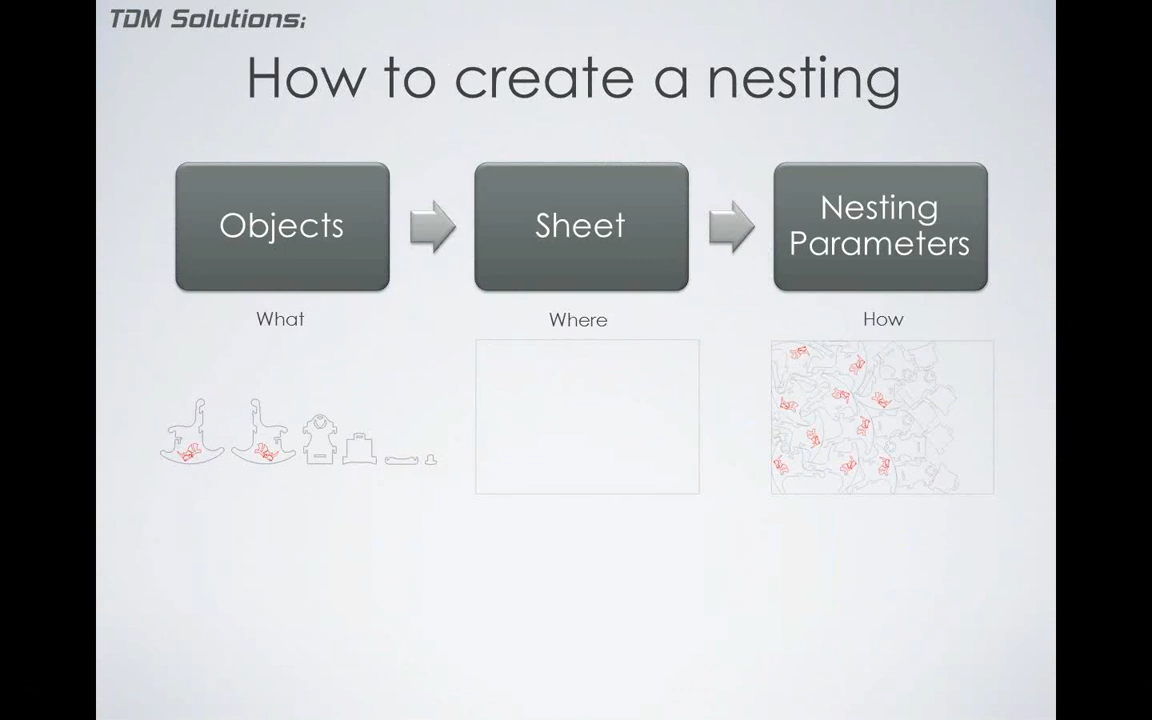 TDM Solutions;
How to create a nesting
Objects
Sheet
Nesting
Parameters
What
Where
How